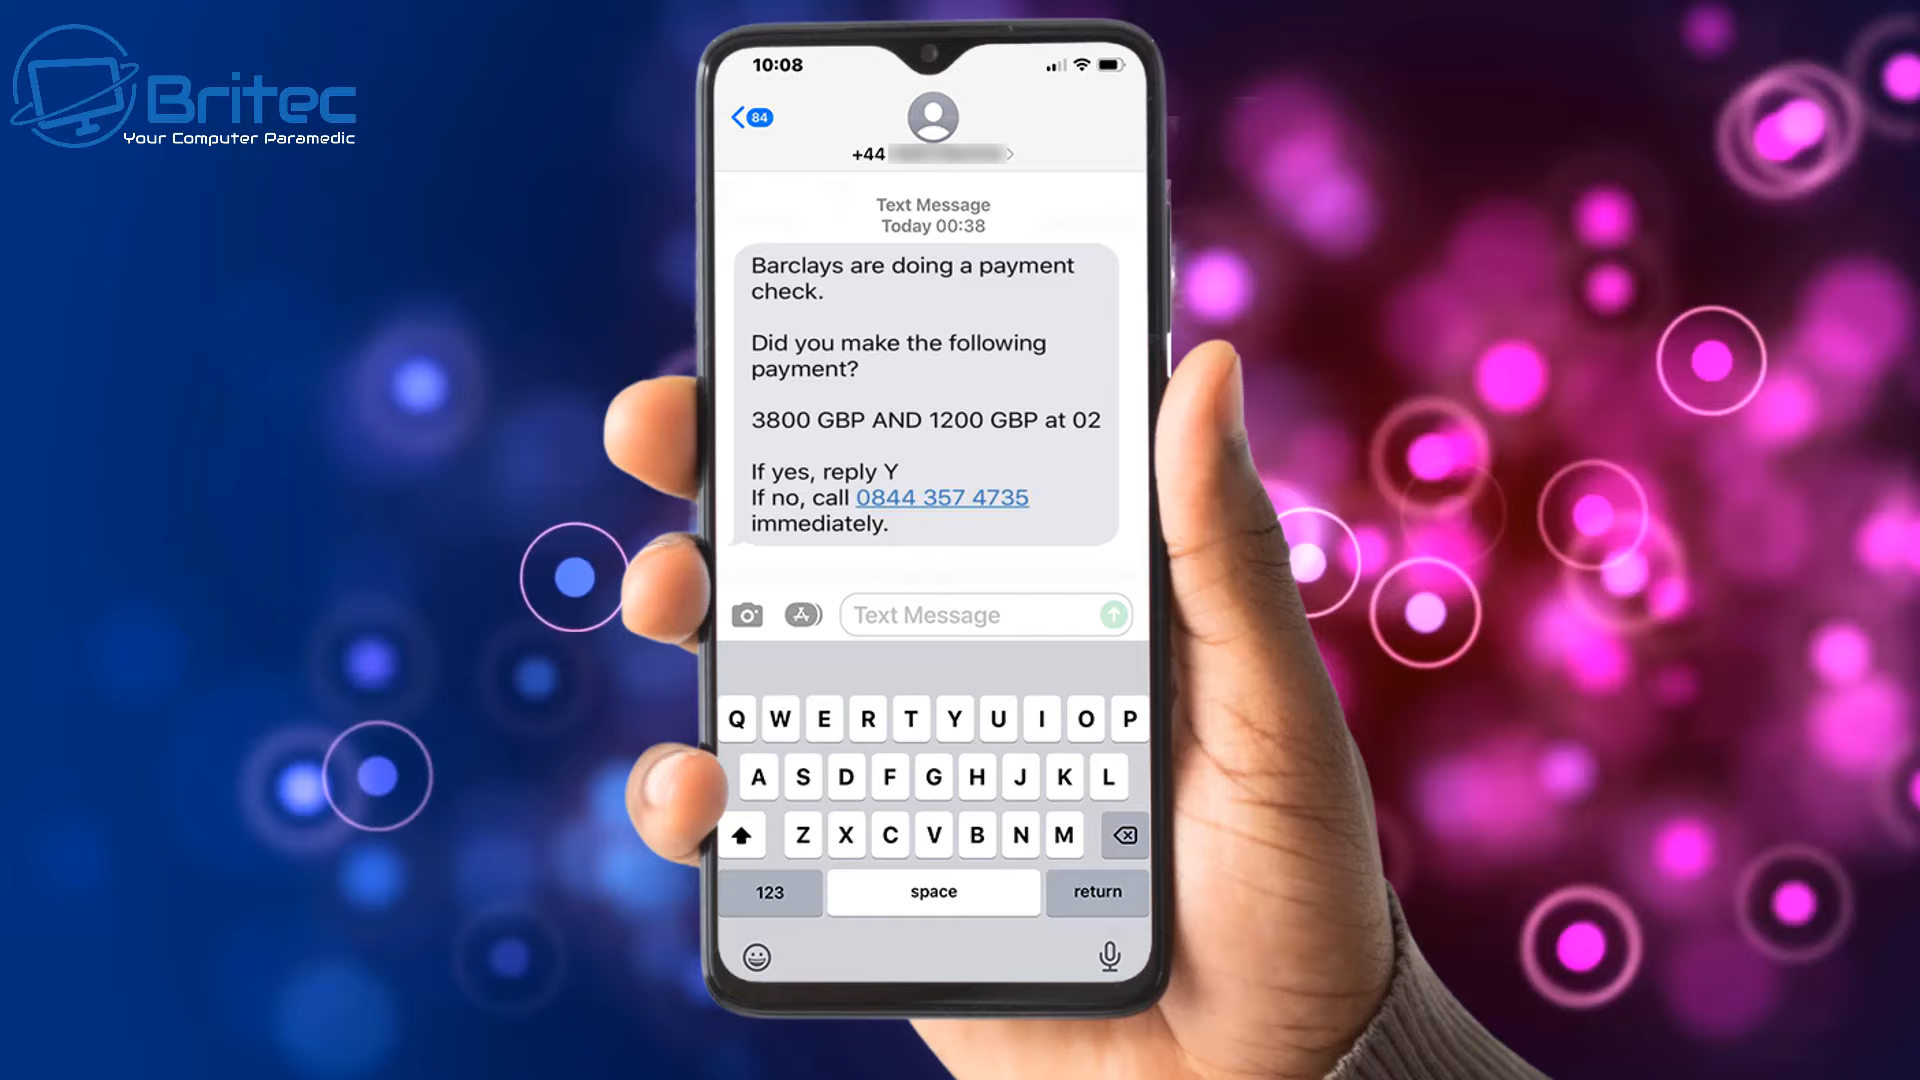 Britec
Your Computer Paramedic
10:08
84
+44
Text Message
Today 00:38
Barclays are doing a payment
check.
Did you make the following
payment?
3800 GBP AND 1200 GBP at 02
If yes, reply Y
If no, call 0844 357 4735
immediately.
Text Message
Q W E R T Y U I O P
A S D F G H J K L
Z X C V B N M
123 space return